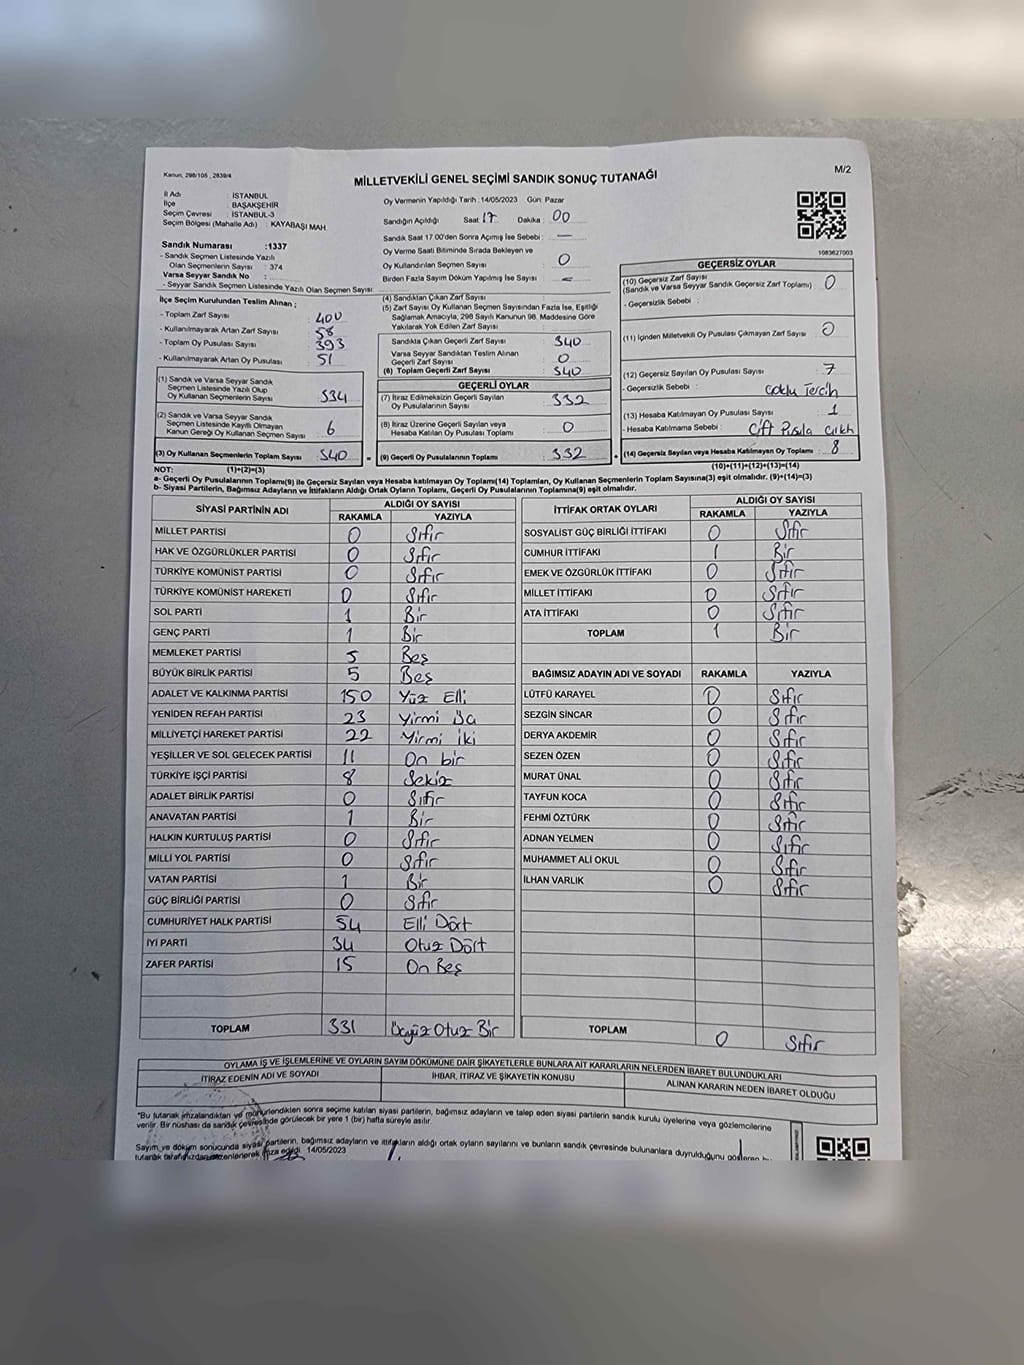 Kanun, 298/105 , 2839/4
MİLLETVEKİLİ GENEL SEÇİMİ SANDIK SONUÇ TUTANAĞI
M/2
İl Adı : İSTANBUL
İlçe : BAŞAKŞEHİR
Seçim Çevresi : İSTANBUL-3
Seçim Bölgesi (Mahalle Adı) : KAYABAŞI MAH.
Sandık Numarası :1337
- Sandık Seçmen Listesinde Yazılı
Olan Seçmenlerin Sayısı : 374
Varsa Seyyar Sandık No :
- Seyyar Sandık Seçmen Listesinde Yazılı Olan Seçmen Sayısı :
Oy Vermenin Yapıldığı Tarih :14/05/2023 Gün: Pazar
Sandığın Açıldığı Saat : 17 Dakika : 00
Sandık Saat 17.00'den Sonra Açılmış İse Sebebi : —
Oy Verme Saati Bitiminde Sırada Bekleyen ve
Oy Kullandırılan Seçmen Sayısı : 0
Birden Fazla Sayım Döküm Yapılmış İse Sayısı :
1083627003
İlçe Seçim Kurulundan Teslim Alınan ;
- Toplam Zarf Sayısı : 400
- Kullanılmayarak Artan Zarf Sayısı : 58
- Toplam Oy Pusulası Sayısı : 393
- Kullanılmayarak Artan Oy Pusulası : 51
(1) Sandık ve Varsa Seyyar Sandık
Seçmen Listesinde Yazılı Olup
Oy Kullanan Seçmenlerin Sayısı : 334
(2) Sandık ve Varsa Seyyar Sandık
Seçmen Listesinde Kayıtlı Olmayan
Kanun Gereği Oy Kullanan Seçmen Sayısı : 6
(3) Oy Kullanan Seçmenlerin Toplam Sayısı : 340
(4) Sandıktan Çıkan Zarf Sayısı :
(5) Zarf Sayısı Oy Kullanan Seçmen Sayısından Fazla İse, Eşitliği
Sağlamak Amacıyla, 298 Sayılı Kanunun 98. Maddesine Göre
Yakılarak Yok Edilen Zarf Sayısı :
Sandıkta Çıkan Geçerli Zarf Sayısı : 340
Varsa Seyyar Sandıktan Teslim Alınan
Geçerli Zarf Sayısı : 0
(6) Toplam Geçerli Zarf Sayısı : 340
GEÇERLİ OYLAR
(7) İtiraz Edilmeksizin Geçerli Sayılan
Oy Pusulalarının Sayısı : 332
(8) İtiraz Üzerine Geçerli Sayılan veya
Hesaba Katılan Oy Pusulası Toplamı : 0
= (9) Geçerli Oy Pusulalarının Toplamı : 332
GEÇERSİZ OYLAR
(10) Geçersiz Zarf Sayısı
(Sandık ve Varsa Seyyar Sandık Geçersiz Zarf Toplamı) : 0
- Geçersizlik Sebebi :
(11) İçinden Milletvekili Oy Pusulası Çıkmayan Zarf Sayısı : 0
(12) Geçersiz Sayılan Oy Pusulası Sayısı : 7
- Geçersizlik Sebebi : Çoklu Tercih
(13) Hesaba Katılmayan Oy Pusulası Sayısı : 1
- Hesaba Katılmama Sebebi : Çift Pusula Çıktı
+ (14) Geçersiz Sayılan veya Hesaba Katılmayan Oy Toplamı : 8
NOT: (1)+(2)=(3) (10)+(11)+(12)+(13)=(14)
a- Geçerli Oy Pusulalarının Toplamı(9) ile Geçersiz Sayılan veya Hesaba katılmayan Oy Toplamı(14) Toplamları, Oy Kullanan Seçmenlerin Toplam Sayısına(3) eşit olmalıdır. (9)+(14)=(3)
b- Siyasi Partilerin, Bağımsız Adayların ve İttifakların Aldığı Ortak Oyların Toplamı, Geçerli Oy Pusulalarının Toplamına(9) eşit olmalıdır.
SİYASİ PARTİNİN ADI ALDIĞI OY SAYISI
RAKAMLA YAZIYLA
MİLLET PARTİSİ 0 Sıfır
HAK VE ÖZGÜRLÜKLER PARTİSİ 0 Sıfır
TÜRKİYE KOMÜNİST PARTİSİ 0 Sıfır
TÜRKİYE KOMÜNİST HAREKETİ 0 Sıfır
SOL PARTİ 1 Bir
GENÇ PARTİ 1 Bir
MEMLEKET PARTİSİ 5 Beş
BÜYÜK BİRLİK PARTİSİ 5 Beş
ADALET VE KALKINMA PARTİSİ 150 Yüz Elli
YENİDEN REFAH PARTİSİ 23 Yirmi Üç
MİLLİYETÇİ HAREKET PARTİSİ 22 Yirmi İki
YEŞİLLER VE SOL GELECEK PARTİSİ 11 On bir
TÜRKİYE İŞÇİ PARTİSİ 8 Sekiz
ADALET BİRLİK PARTİSİ 0 Sıfır
ANAVATAN PARTİSİ 1 Bir
HALKIN KURTULUŞ PARTİSİ 0 Sıfır
MİLLİ YOL PARTİSİ 0 Sıfır
VATAN PARTİSİ 1 Bir
GÜÇ BİRLİĞİ PARTİSİ 0 Sıfır
CUMHURİYET HALK PARTİSİ 54 Elli Dört
İYİ PARTİ 34 Otuz Dört
ZAFER PARTİSİ 15 On Beş
TOPLAM 331 Üçyüz Otuz Bir
İTTİFAK ORTAK OYLARI ALDIĞI OY SAYISI
RAKAMLA YAZIYLA
SOSYALİST GÜÇ BİRLİĞİ İTTİFAKI 0 Sıfır
CUMHUR İTTİFAKI 1 Bir
EMEK VE ÖZGÜRLÜK İTTİFAKI 0 Sıfır
MİLLET İTTİFAKI 0 Sıfır
ATA İTTİFAKI 0 Sıfır
TOPLAM 1 Bir
BAĞIMSIZ ADAYIN ADI VE SOYADI RAKAMLA YAZIYLA
LÜTFÜ KARAYEL 0 Sıfır
SEZGİN SİNCAR 0 Sıfır
DERYA AKDEMİR 0 Sıfır
SEZEN ÖZEN 0 Sıfır
MURAT ÜNAL 0 Sıfır
TAYFUN KOCA 0 Sıfır
FEHMİ ÖZTÜRK 0 Sıfır
ADNAN YELMEN 0 Sıfır
MUHAMMET ALİ OKUL 0 Sıfır
İLHAN VARLIK 0 Sıfır
TOPLAM 0 Sıfır
OYLAMA İŞ VE İŞLEMLERİNE VE OYLARIN SAYIM DÖKÜMÜNE DAİR ŞİKAYETLERLE BUNLARA AİT KARARLARIN NELERDEN İBARET BULUNDUKLARI
İTİRAZ EDENİN ADI VE SOYADI İHBAR, İTİRAZ VE ŞİKAYETİN KONUSU ALINAN KARARIN NEDEN İBARET OLDUĞU
"Bu tutanak imzalandıktan ve mühürlendikten sonra seçime katılan siyasi partilerin, bağımsız adayların ve talep eden siyasi partilerin sandık kurulu üyelerine veya gözlemcilerine
verilir. Bir nüshası da sandık çevresinde görülecek bir yere 1 (bir) hafta süreyle asılır.
Sayım ve döküm sonucunda siyasi partilerin, bağımsız adayların ve ittifakların aldığı ortak oyların sayılarını ve bunların sandık çevresinde bulunanlara duyrulduğunu gösteren bu
tutanak tarafımızdan düzenlenerek imza edildi. 14/05/2023